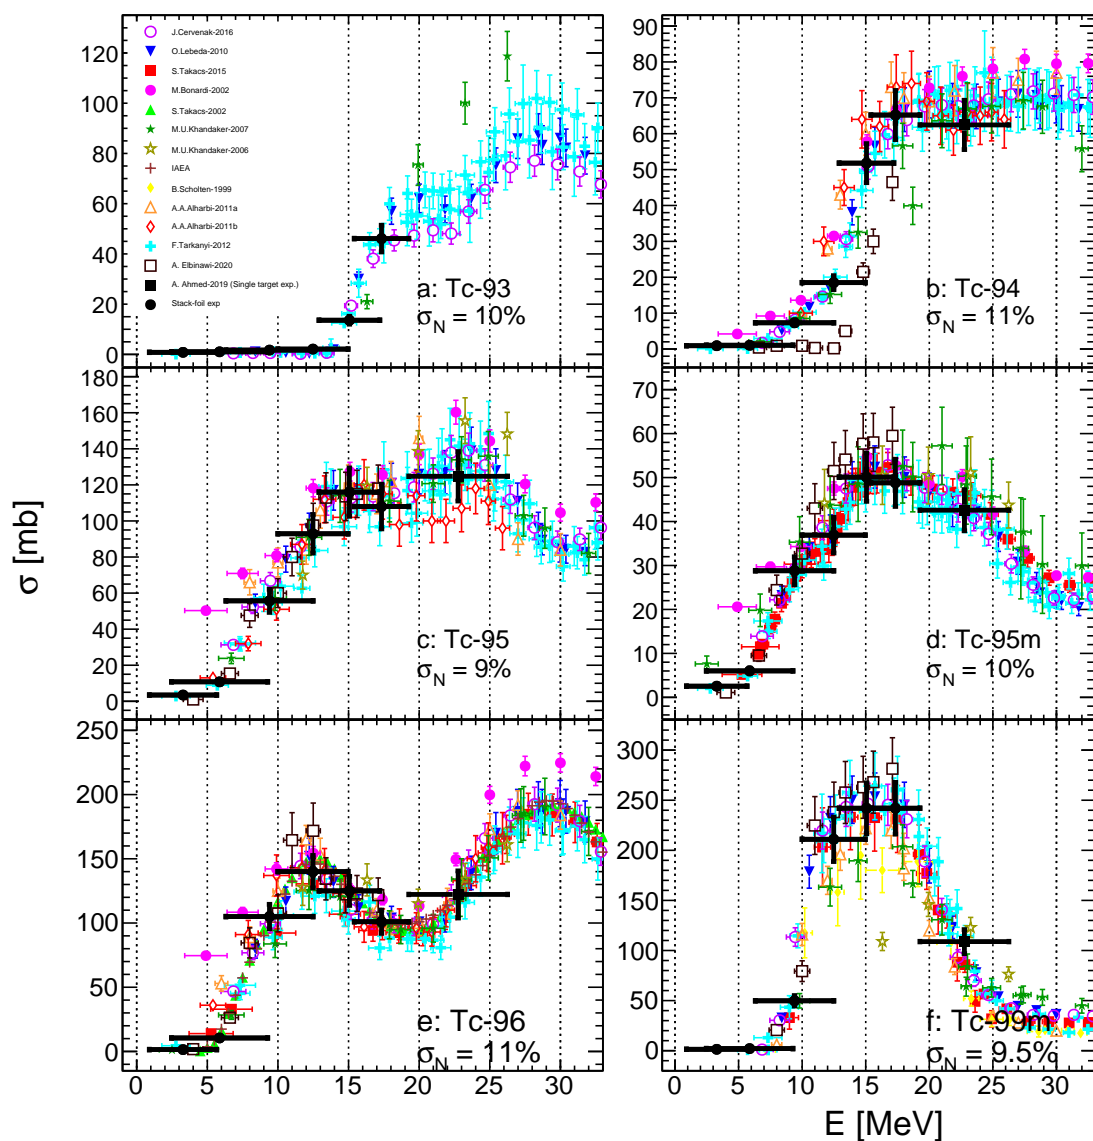 120
100
80
60
40
20
0
J.Cervenak-2016
O.Lebeda-2010
S.Takacs-2015
M.Bonardi-2002
S.Takacs-2002
M.U.Khandaker-2007
M.U.Khandaker-2006
IAEA
B.Scholten-1999
A.A.Alharbi-2011a
A.A.Alharbi-2011b
F.Tarkanyi-2012
A. Elbinawi-2020
A. Ahmed-2019 (Single target exp.)
Stack-foil exp
a: Tc-93
σN = 10%
90
80
70
60
50
40
30
20
10
0
b: Tc-94
σN = 11%
180
160
140
120
100
80
60
40
20
0
c: Tc-95
σN = 9%
70
60
50
40
30
20
10
0
d: Tc-95m
σN = 10%
σ [mb]
250
200
150
100
50
0
e: Tc-96
σN = 11%
0 5 10 15 20 25 30
300
250
200
150
100
50
0
f: Tc-99m
σN = 9.5%
0 5 10 15 20 25 30
E [MeV]